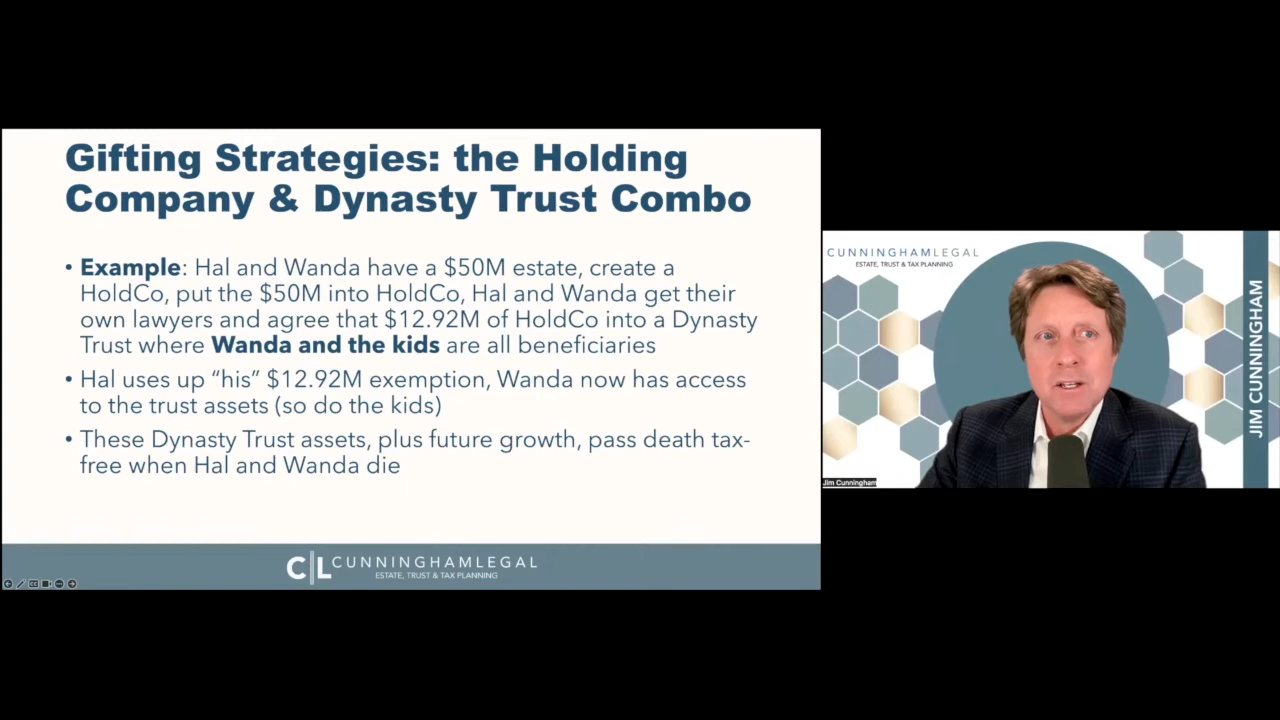 Gifting Strategies: the Holding
Company & Dynasty Trust Combo
• Example: Hal and Wanda have a $50M estate, create a
HoldCo, put the $50M into HoldCo, Hal and Wanda get their
own lawyers and agree that $12.92M of HoldCo into a Dynasty
Trust where Wanda and the kids are all beneficiaries
• Hal uses up “his” $12.92M exemption, Wanda now has access
to the trust assets (so do the kids)
• These Dynasty Trust assets, plus future growth, pass death tax-
free when Hal and Wanda die
CL CUNNINGHAMLEGAL
ESTATE, TRUST & TAX PLANNING
CUNNINGHAMLEGAL
ESTATE, TRUST & TAX PLANNING
JIM CUNNINGHAM
Jim Cunningham